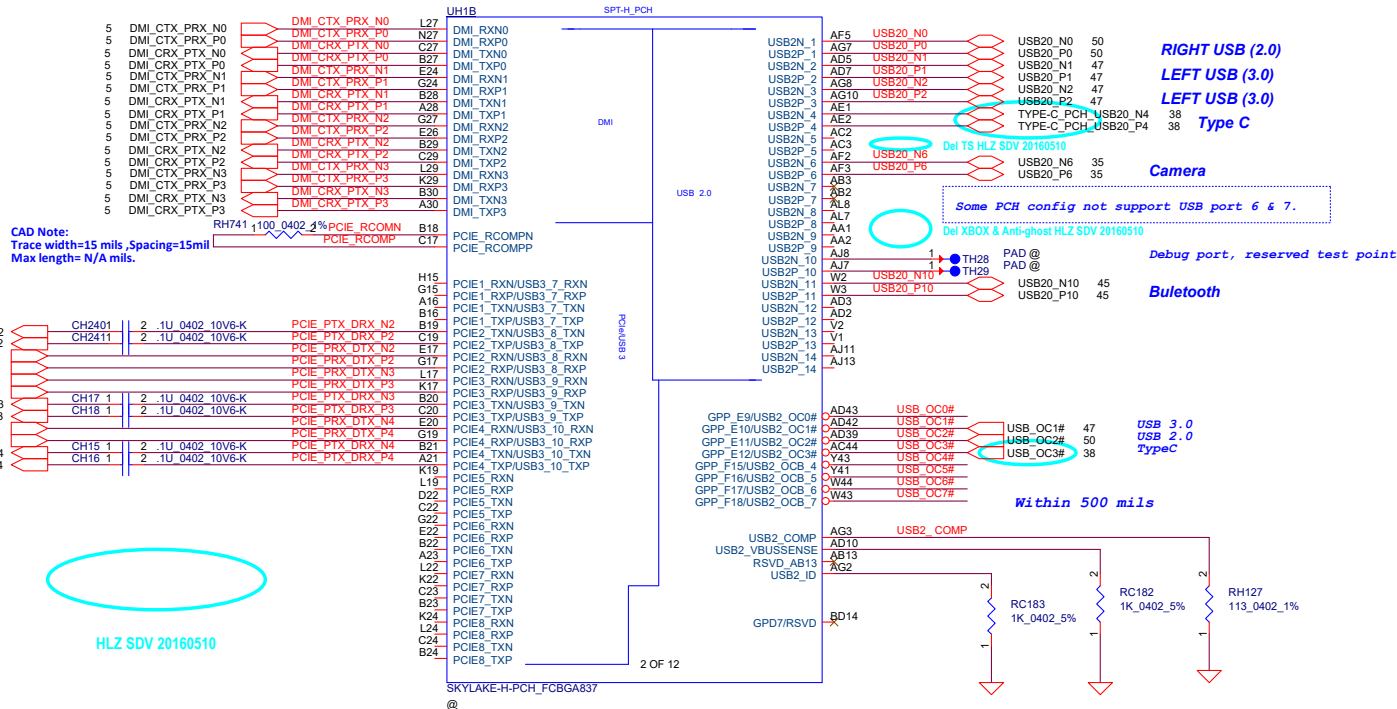 UH1B
SPT-H_PCH
5 DMI_CTX_PRX_N0 DMI_CTX_PRX_N0 L27 DMI_RXN0
5 DMI_CTX_PRX_P0 DMI_CTX_PRX_P0 N27 DMI_RXP0
5 DMI_CRX_PTX_N0 DMI_CRX_PTX_N0 C27 DMI_TXN0
5 DMI_CRX_PTX_P0 DMI_CRX_PTX_P0 B27 DMI_TXP0
5 DMI_CTX_PRX_N1 DMI_CTX_PRX_N1 E24 DMI_RXN1
5 DMI_CTX_PRX_P1 DMI_CTX_PRX_P1 G24 DMI_RXP1
5 DMI_CRX_PTX_N1 DMI_CRX_PTX_N1 B28 DMI_TXN1
5 DMI_CRX_PTX_P1 DMI_CRX_PTX_P1 A28 DMI_TXP1
5 DMI_CTX_PRX_N2 DMI_CTX_PRX_N2 G27 DMI_RXN2
5 DMI_CRX_PRX_P2 DMI_CTX_PRX_P2 E26 DMI_RXP2
5 DMI_CRX_PTX_N2 DMI_CRX_PTX_N2 B29 DMI_TXN2
5 DMI_CRX_PTX_P2 DMI_CRX_PTX_P2 C29 DMI_TXP2
5 DMI_CTX_PRX_N3 DMI_CTX_PRX_N3 L29 DMI_RXN3
5 DMI_CTX_PRX_P3 DMI_CTX_PRX_P3 K29 DMI_RXP3
5 DMI_CRX_PTX_N3 DMI_CRX_PTX_N3 B30 DMI_TXN3
5 DMI_CRX_PTX_P3 DMI_CRX_PTX_P3 A30 DMI_TXP3
DMI
USB 2.0
PCIe/USB 3
CAD Note:
Trace width=15 mils ,Spacing=15mil
Max length= N/A mils.
RH741 1 100_0402_1% 2 PCIE_RCOMN B18 PCIE_RCOMPN
PCIE_RCOMP C17 PCIE_RCOMPP
H15 PCIE1_RXN/USB3_7_RXN
G15 PCIE1_RXP/USB3_7_RXP
A16 PCIE1_TXN/USB3_7_TXN
B16 PCIE1_TXP/USB3_7_TXP
2 CH2401 2 .1U_0402_10V6-K PCIE_PTX_DRX_N2 B19 PCIE2_TXN/USB3_8_TXN
2 CH2411 2 .1U_0402_10V6-K PCIE_PTX_DRX_P2 C19 PCIE2_TXP/USB3_8_TXP
PCIE_PRX_DTX_N2 E17 PCIE2_RXN/USB3_8_RXN
PCIE_PRX_DTX_P2 G17 PCIE2_RXP/USB3_8_RXP
PCIE_PRX_DTX_N3 L17 PCIE3_RXN/USB3_9_RXN
PCIE_PRX_DTX_P3 K17 PCIE3_RXP/USB3_9_RXP
3 CH17 1 2 .1U_0402_10V6-K PCIE_PTX_DRX_N3 B20 PCIE3_TXN/USB3_9_TXN
3 CH18 1 2 .1U_0402_10V6-K PCIE_PTX_DRX_P3 C20 PCIE3_TXP/USB3_9_TXP
PCIE_PRX_DTX_N4 E20 PCIE4_RXN/USB3_10_RXN
PCIE_PRX_DTX_P4 G19 PCIE4_RXP/USB3_10_RXP
4 CH15 1 2 .1U_0402_10V6-K PCIE_PTX_DRX_N4 B21 PCIE4_TXN/USB3_10_TXN
4 CH16 1 2 .1U_0402_10V6-K PCIE_PTX_DRX_P4 A21 PCIE4_TXP/USB3_10_TXP
K19 PCIE5_RXN
L19 PCIE5_RXP
D22 PCIE5_TXN
C22 PCIE5_TXP
G22 PCIE6_RXN
E22 PCIE6_RXP
B22 PCIE6_TXN
A23 PCIE6_TXP
L22 PCIE7_RXN
K22 PCIE7_RXP
C23 PCIE7_TXN
B23 PCIE7_TXP
K24 PCIE8_RXN
L24 PCIE8_RXP
C24 PCIE8_TXN
B24 PCIE8_TXP
HLZ SDV 20160510
USB2N_1 AF5 USB20_N0 USB20_N0 50
USB2P_1 AG7 USB20_P0 USB20_P0 50
RIGHT USB (2.0)
USB2N_2 AD5 USB20_N1 USB20_N1 47
USB2P_2 AD7 USB20_P1 USB20_P1 47
LEFT USB (3.0)
USB2N_3 AG8 USB20_N2 USB20_N2 47
USB2P_3 AG10 USB20_P2 USB20_P2 47
LEFT USB (3.0)
USB2N_4 AE1 TYPE-C_PCH_USB20_N4 38
USB2P_4 AE2 TYPE-C_PCH_USB20_P4 38
Type C
USB2N_5 AC2
USB2P_5 AC3
Del TS HLZ SDV 20160510
USB2N_6 AF2 USB20_N6 USB20_N6 35
USB2P_6 AF3 USB20_P6 USB20_P6 35
Camera
USB2N_7 AB3
USB2P_7 AB2
USB2N_8 AL8
USB2P_8 AL7
Some PCH config not support USB port 6 & 7.
USB2N_9 AA1
USB2P_9 AA2
Del XBOX & Anti-ghost HLZ SDV 20160510
USB2N_10 AJ8 1 TH28 PAD @
USB2P_10 AJ7 1 TH29 PAD @
Debug port, reserved test point
USB2N_11 W2 USB20_N10 USB20_N10 45
USB2P_11 W3 USB20_P10 USB20_P10 45
Buletooth
USB2N_12 AD3
USB2P_12 AD2
USB2N_13 V2
USB2P_13 V1
USB2N_14 AJ11
USB2P_14 AJ13
GPP_E9/USB2_OC0# AD43 USB_OC0#
GPP_E10/USB2_OC1# AD42 USB_OC1# USB_OC1# 47 USB 3.0
GPP_E11/USB2_OC2# AD39 USB_OC2# USB_OC2# 50 USB 2.0
GPP_E12/USB2_OC3# AC44 USB_OC3# USB_OC3# 38 TypeC
GPP_F15/USB2_OCB_4 Y43 USB_OC4#
GPP_F16/USB2_OCB_5 Y41 USB_OC5#
GPP_F17/USB2_OCB_6 W44 USB_OC6#
GPP_F18/USB2_OCB_7 W43 USB_OC7#
Within 500 mils
USB2_COMP AG3 USB2_COMP
USB2_VBUSSENSE AD10
RSVD_AB13 AB13
USB2_ID AG2
GPD7/RSVD BD14
2 RC183 1K_0402_5% 1
2 RC182 1K_0402_5% 1
2 RH127 113_0402_1% 1
2 OF 12
SKYLAKE-H-PCH_FCBGA837
@